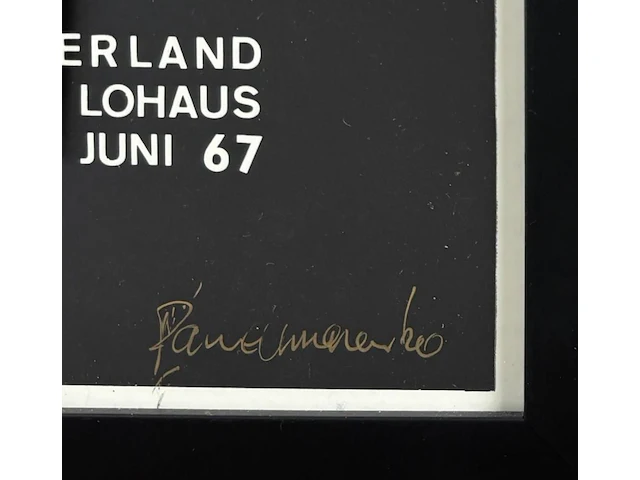 ERLAND
LOHAUS
JUNI 67
Panamarenko